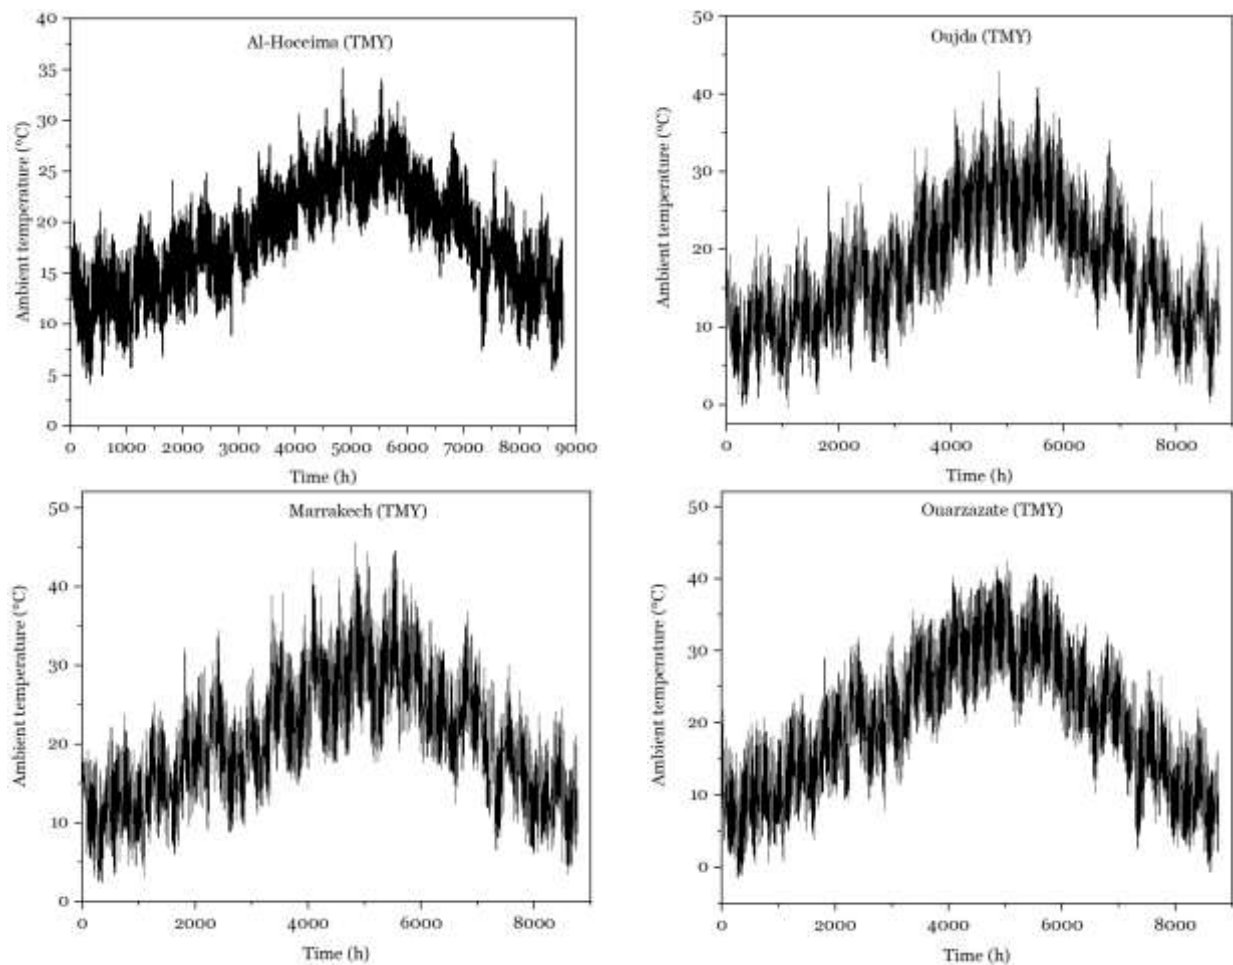 Al-Hoceima (TMY)
Ambient temperature (°C)
40
35
30
25
20
15
10
5
0
0 1000 2000 3000 4000 5000 6000 7000 8000 9000
Time (h)
Oujda (TMY)
Ambient temperature (°C)
50
40
30
20
10
0
0 2000 4000 6000 8000
Time (h)
Marrakech (TMY)
Ambient temperature (°C)
50
40
30
20
10
0
0 2000 4000 6000 8000
Time (h)
Ouarzazate (TMY)
Ambient temperature (°C)
50
40
30
20
10
0
0 2000 4000 6000 8000
Time (h)